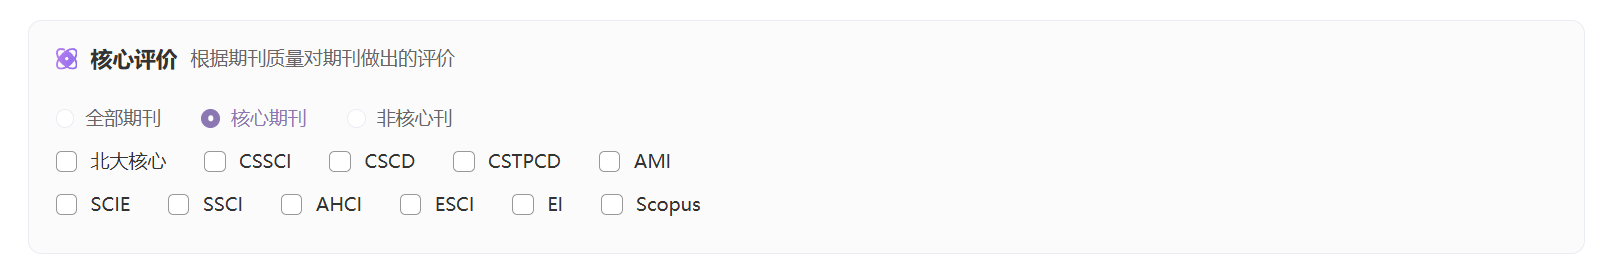 核心评价 根据期刊质量对期刊做出的评价
全部期刊 核心期刊 非核心刊
北大核心 CSSCI CSCD CSTPCD AMI
SCIE SSCI AHCI ESCI EI Scopus